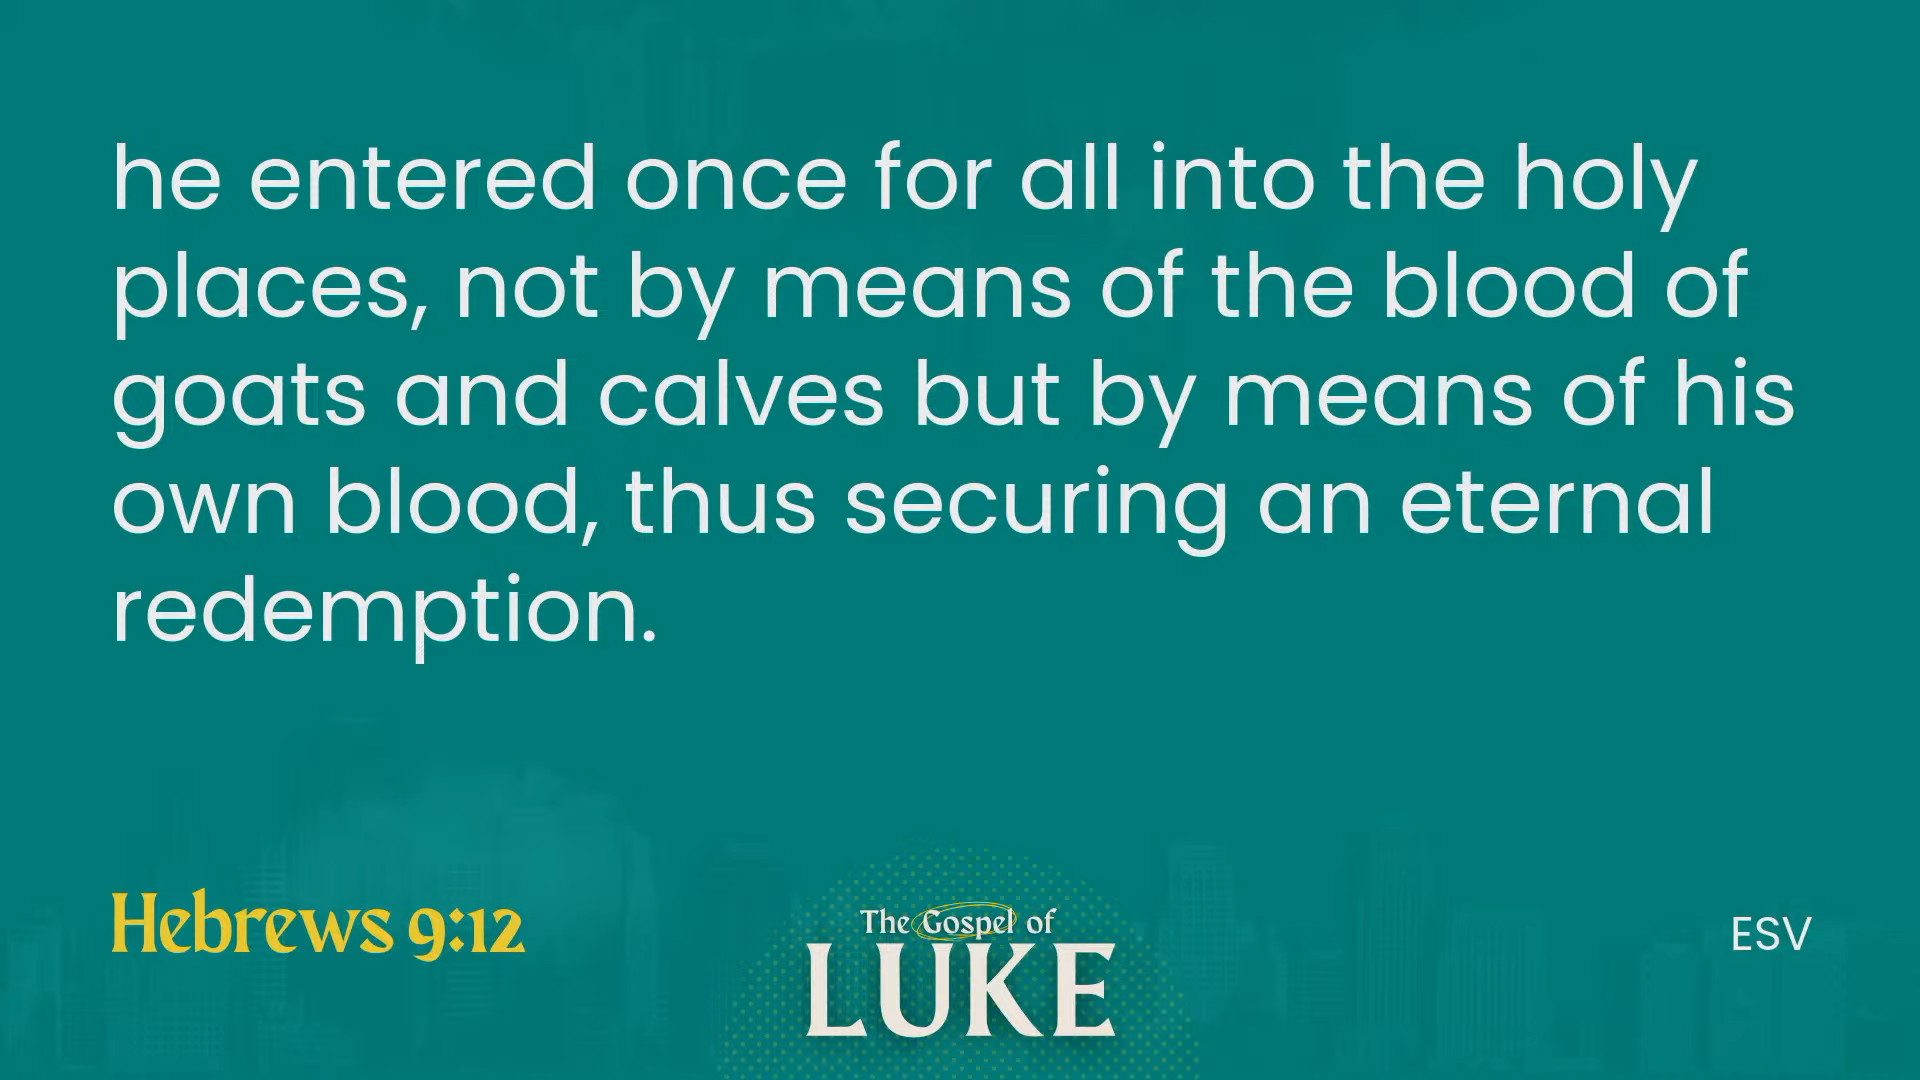 he entered once for all into the holy
places, not by means of the blood of
goats and calves but by means of his
own blood, thus securing an eternal
redemption.
Hebrews 9:12
The Gospel of
LUKE
ESV